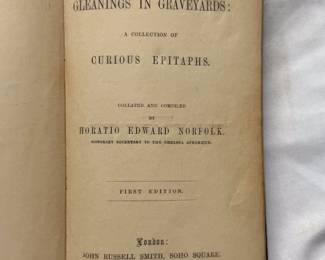 GLEANINGS IN GRAVEYARDS:
A COLLECTION OF
CURIOUS EPITAPHS.
COLLATED AND COMPILED
BY
HORATIO EDWARD NORFOLK,
HONORARY SECRETARY TO THE CHELSEA ATHENÆUM.
FIRST EDITION.
London:
JOHN RUSSELL SMITH, SOHO SQUARE.